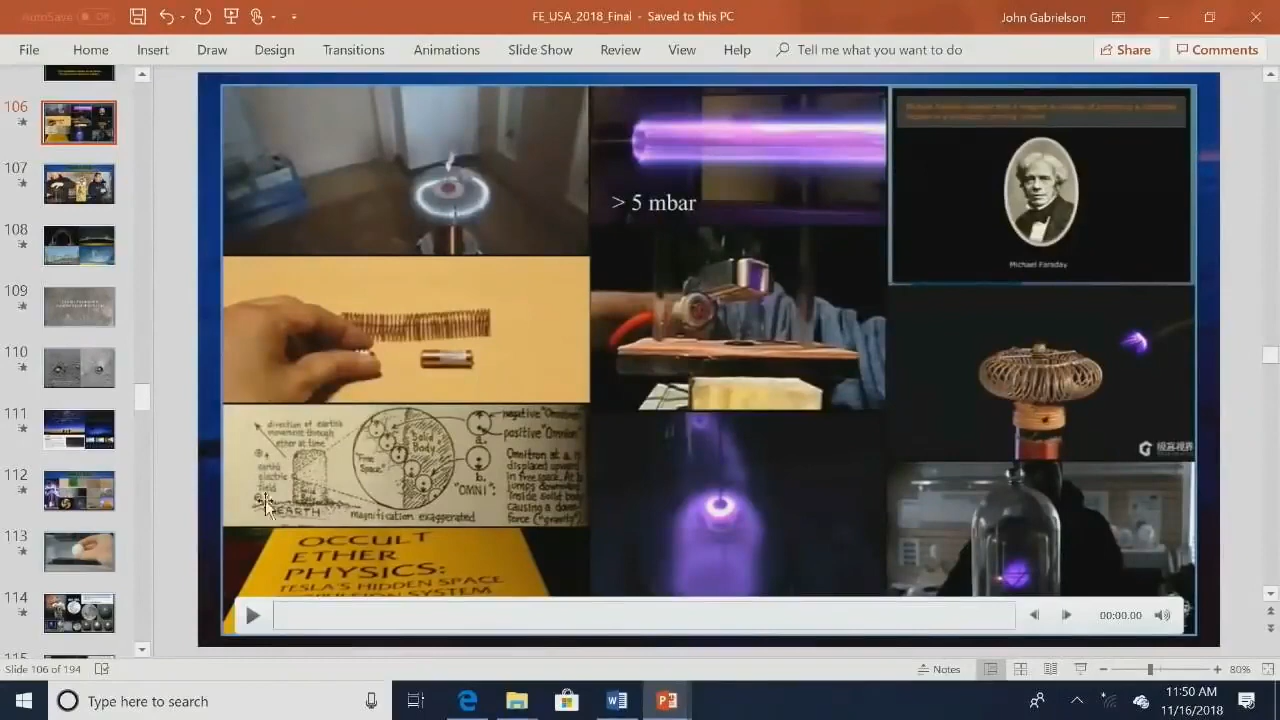 AutoSave Off
FE_USA_2018_Final - Saved to this PC
John Gabrielson
File Home Insert Draw Design Transitions Animations Slide Show Review View Help Tell me what you want to do
Share Comments
106
107
108
109
110
111
112
113
114
115
> 5 mbar
Michael Faraday
direction of earth's
movement through
ether at time
earth's
electric
field
EARTH
"Free
Space"
Solid
Body
magnification exaggerated
negative "Omnion"
positive "Omnion"
a.
b.
"OMNI":
displaced upward
in free space. At b
jumps downward
inside solid body
causing a down-
force ("gravity")
OCCULT
ETHER
PHYSICS:
TESLA'S HIDDEN SPACE
00:00.00
Slide 106 of 194
Notes
80%
Type here to search
11:50 AM
11/16/2018